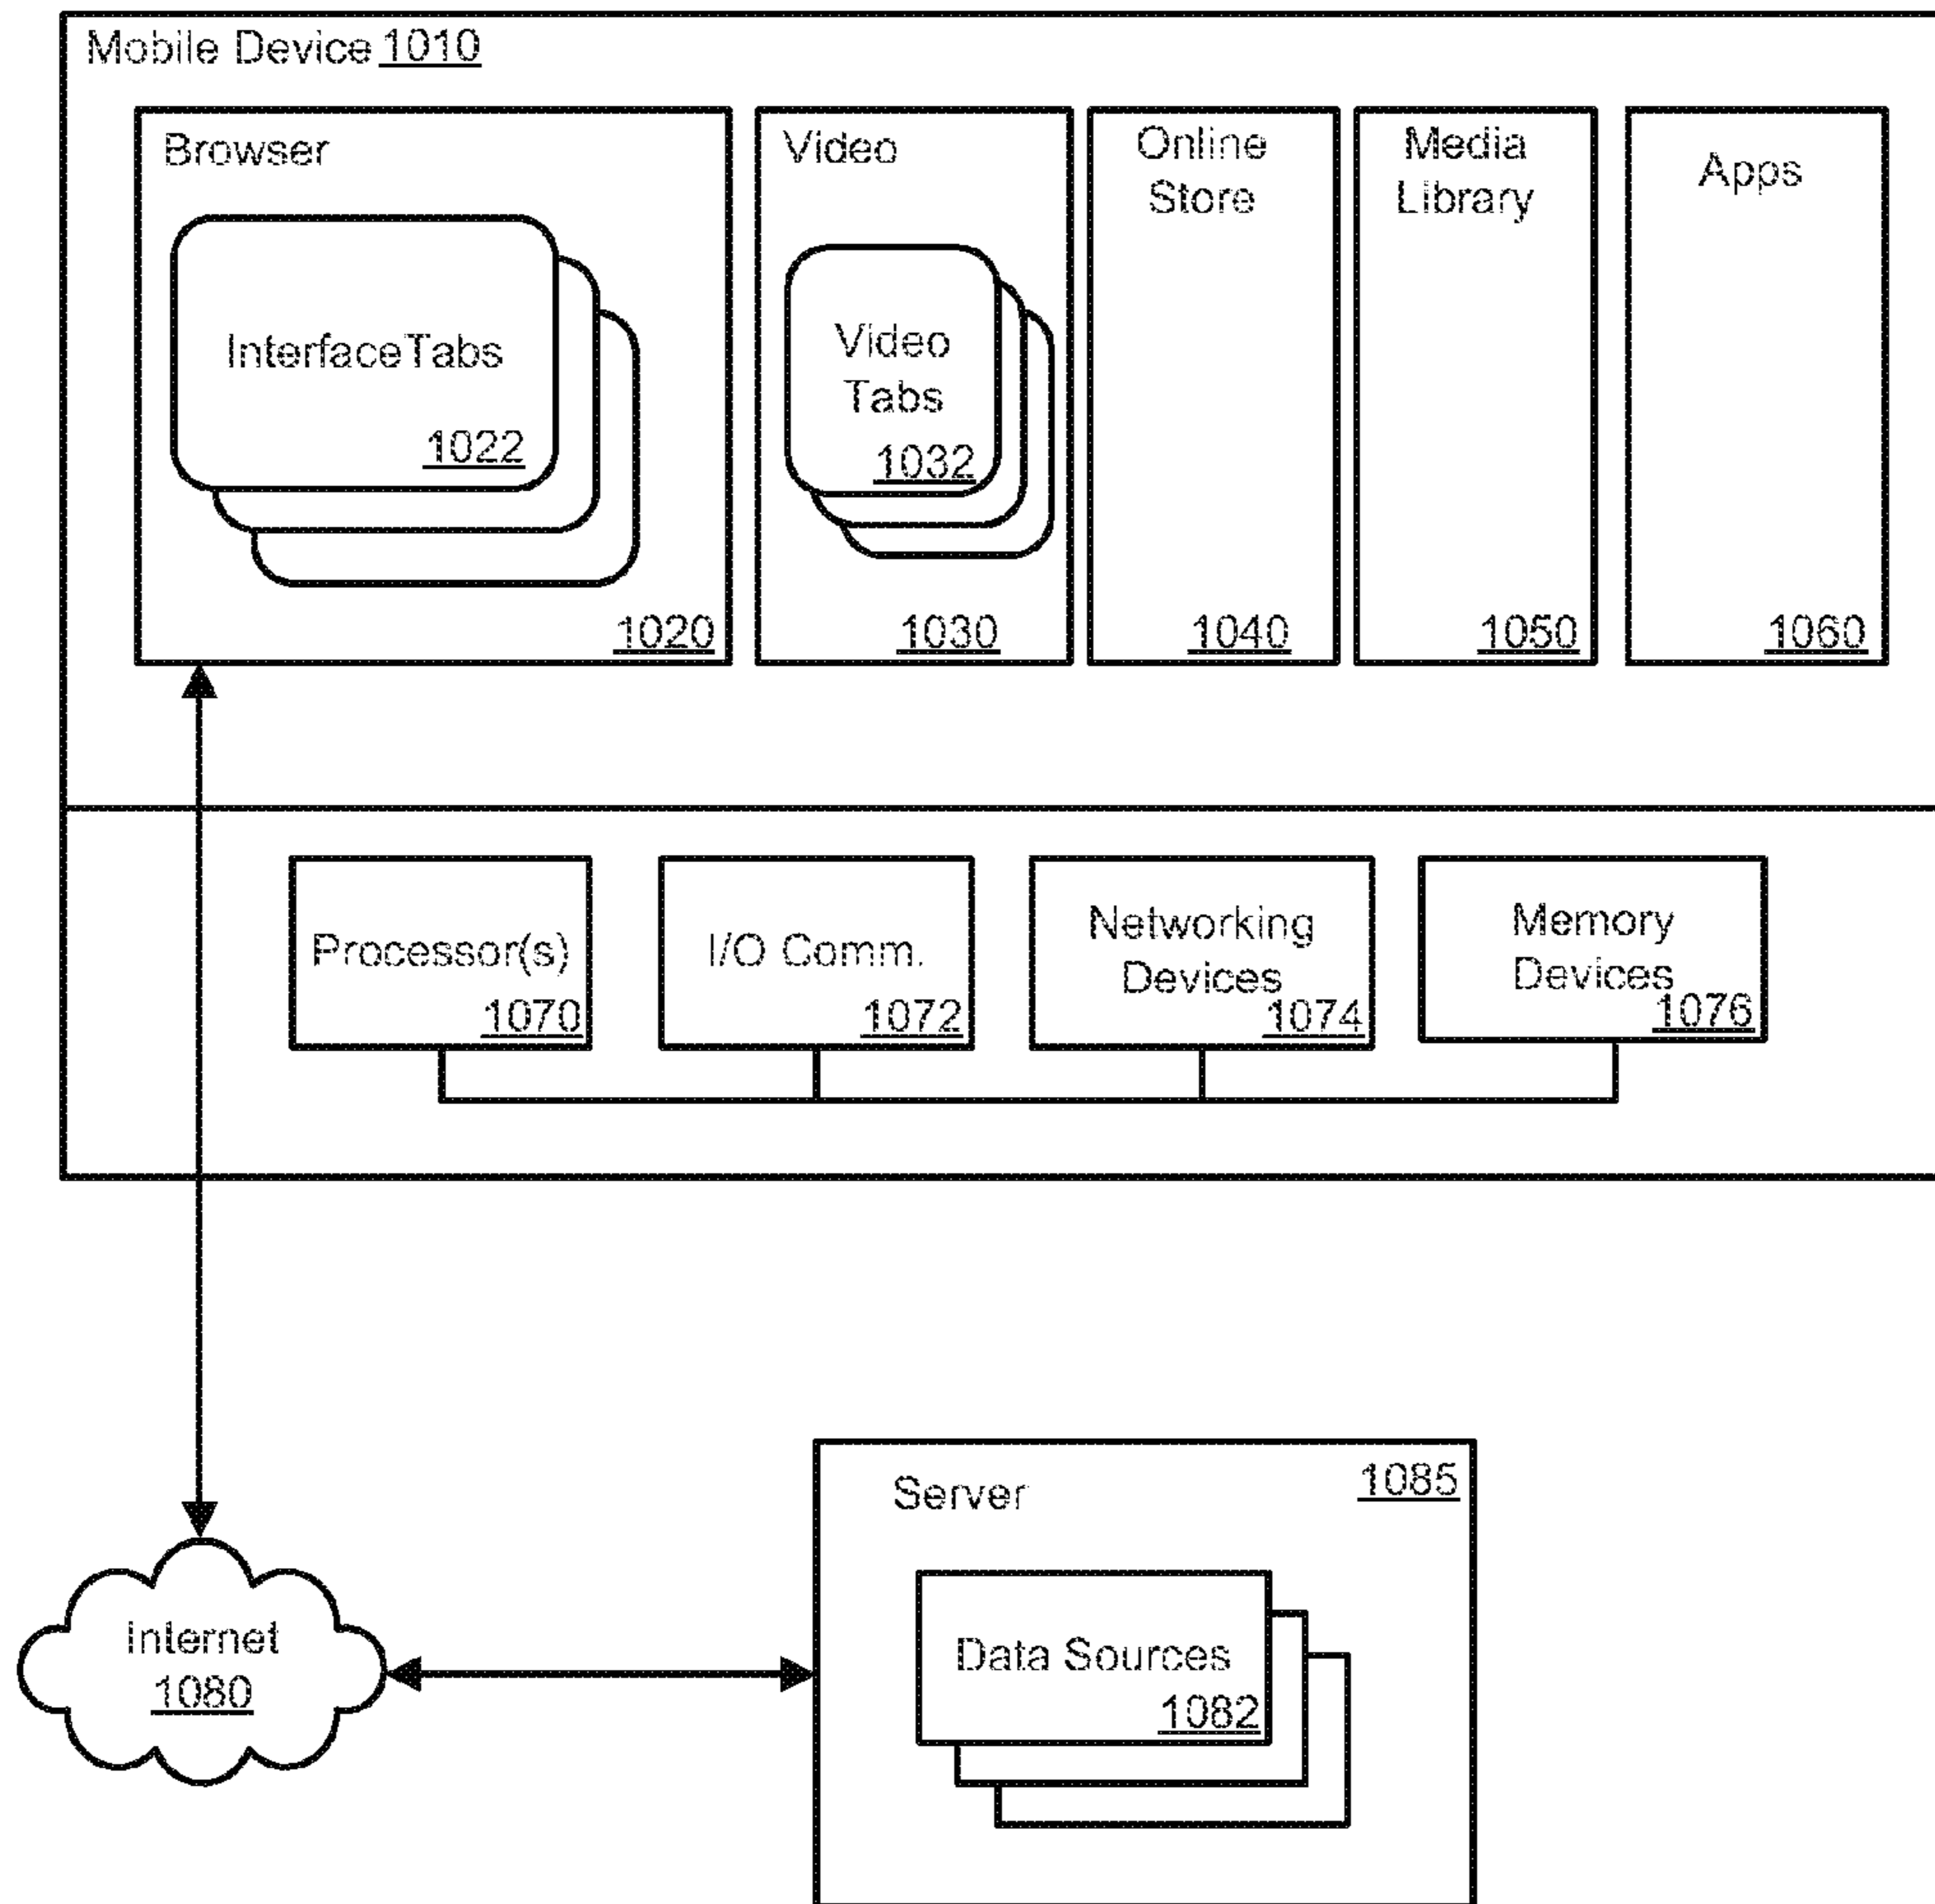 Mobile Device 1010
Browser
InterfaceTabs
1022
1020
Video
Video
Tabs
1032
1030
Online
Store
1040
Media
Library
1050
Apps
1060
Processor(s)
1070
I/O Comm.
1072
Networking
Devices
1074
Memory
Devices
1076
Internet
1080
Server
1085
Data Sources
1082